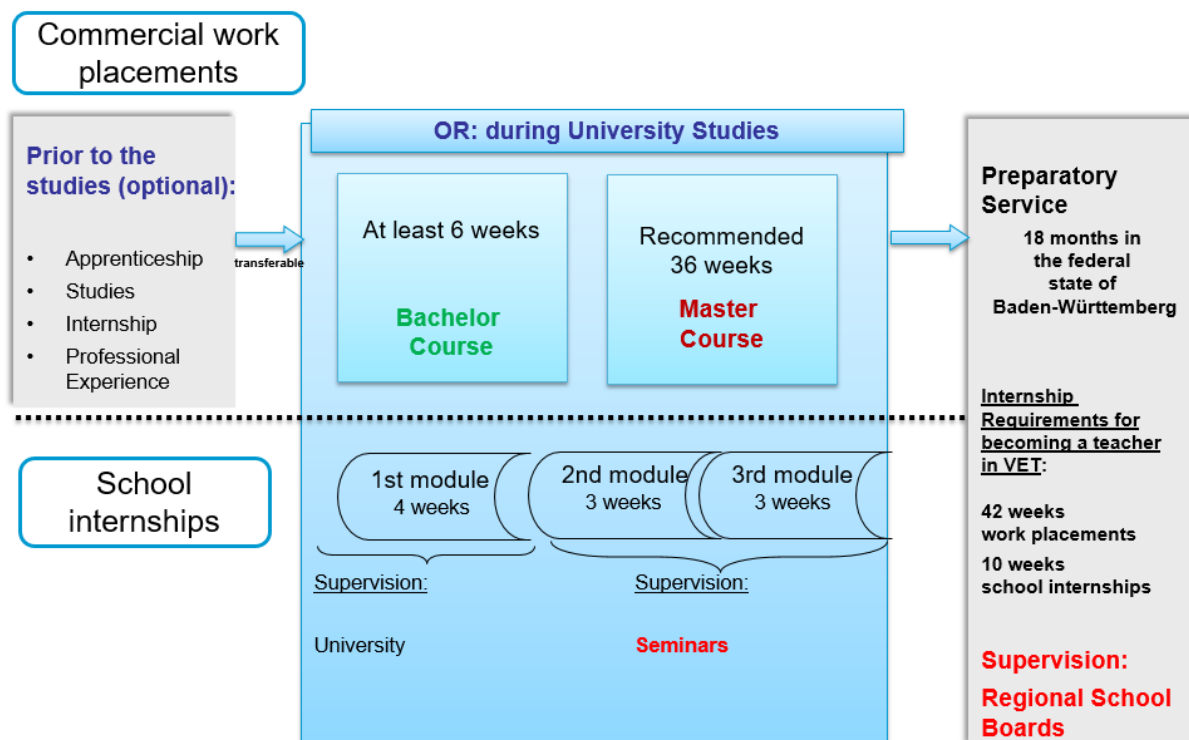 Commercial work
placements
Prior to the
studies (optional):
• Apprenticeship
• Studies
• Internship
• Professional
Experience
transferable
OR: during University Studies
At least 6 weeks
Bachelor
Course
Recommended
36 weeks
Master
Course
Preparatory
Service
18 months in
the federal
state of
Baden-Württemberg
Internship
Requirements for
becoming a teacher
in VET:
42 weeks
work placements
10 weeks
school internships
Supervision:
Regional School
Boards
School
internships
1st module
4 weeks
2nd module
3 weeks
3rd module
3 weeks
Supervision:
University
Supervision:
Seminars